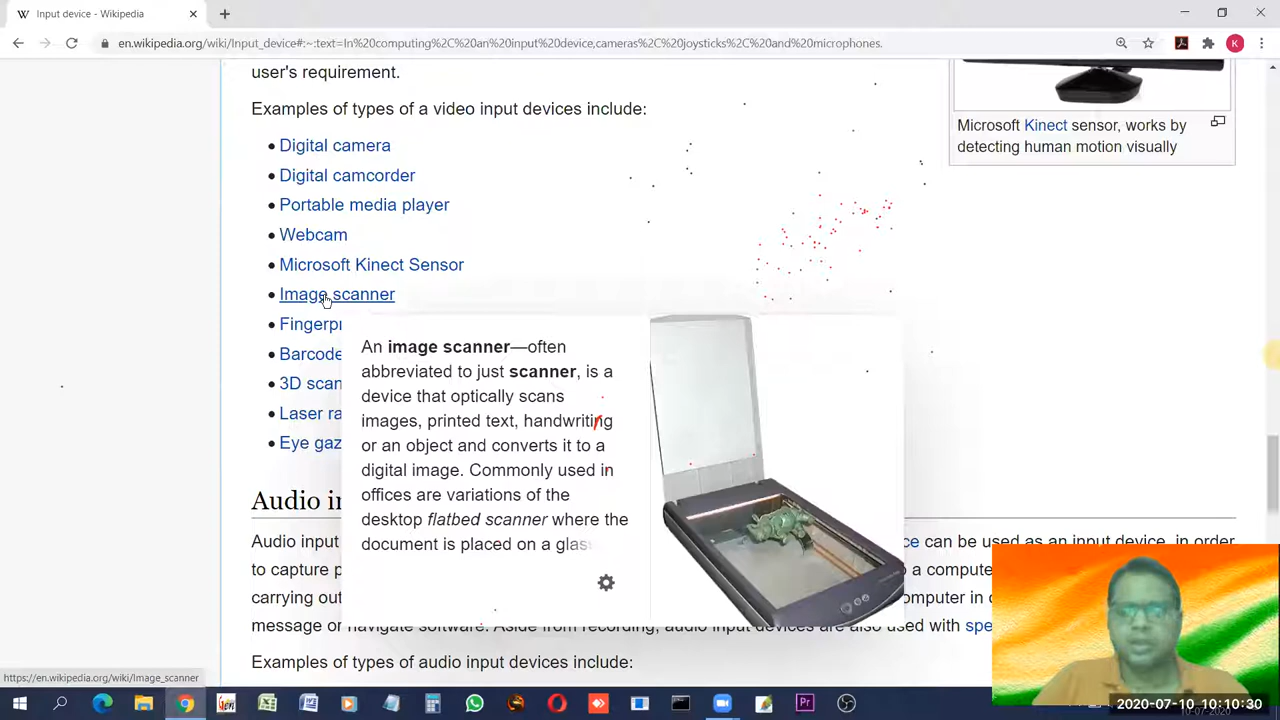 Input device - Wikipedia
en.wikipedia.org/wiki/Input_device#:~:text=In%20computing%2C%20an%20input%20device,cameras%2C%20joysticks%2C%20and%20microphones.
K
user's requirement.
Examples of types of a video input devices include:
Digital camera
Digital camcorder
Portable media player
Webcam
Microsoft Kinect Sensor
Image scanner
Fingerpr
Barcode
3D scan
Laser ra
Eye gaz
Microsoft Kinect sensor, works by
detecting human motion visually
An image scanner—often
abbreviated to just scanner, is a
device that optically scans
images, printed text, handwriting
or an object and converts it to a
digital image. Commonly used in
offices are variations of the
desktop flatbed scanner where the
document is placed on a glas
Audio in
Audio input
ce can be used as an input device, in order
to capture p
o a compute
carrying out
omputer in o
message or navigate software. Aside from recording, audio input devices are also used with spe
Examples of types of audio input devices include:
https://en.wikipedia.org/wiki/Image_scanner
Pr
2020-07-10 10:10:30
10-07-2020